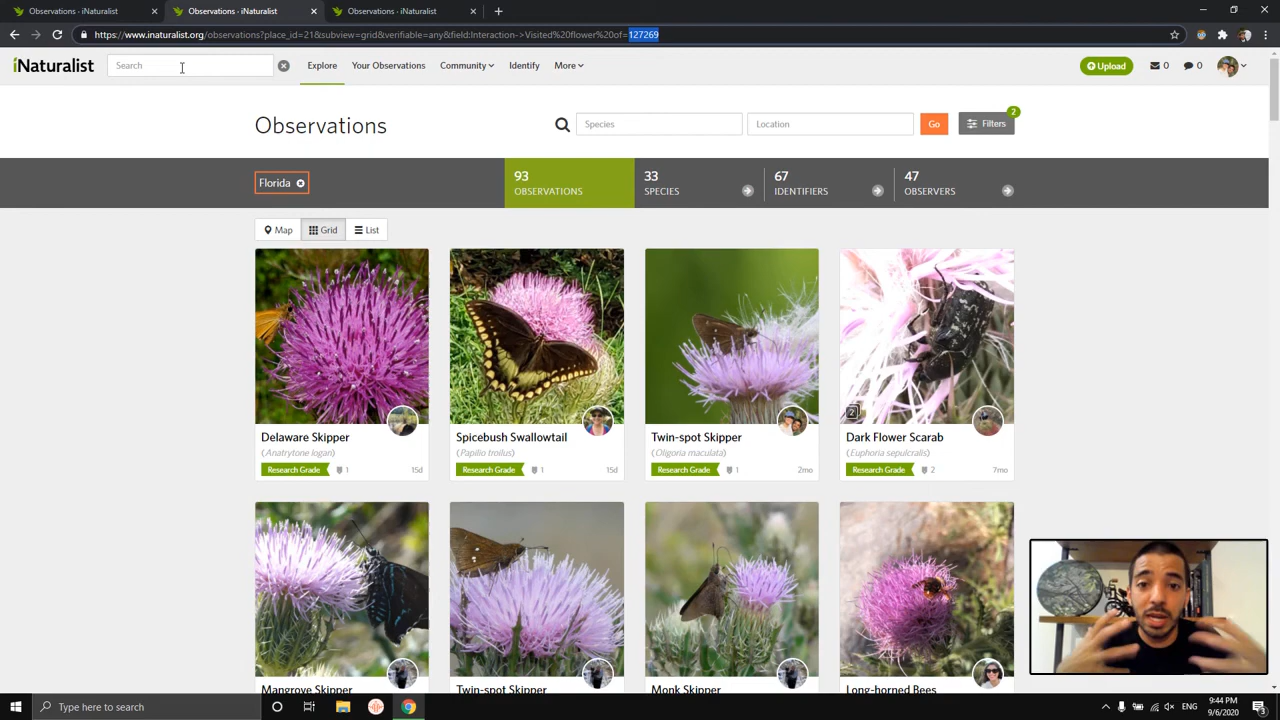 Observations · iNaturalist
Observations · iNaturalist
Observations · iNaturalist
https://www.inaturalist.org/observations?place_id=21&subview=grid&verifiable=any&field:Interaction->Visited%20flower%20of=127269
iNaturalist
Search
Explore
Your Observations
Community
Identify
More
Upload
0
0
Observations
Species
Location
Go
Filters
2
Florida
93
OBSERVATIONS
33
SPECIES
67
IDENTIFIERS
47
OBSERVERS
Map
Grid
List
Delaware Skipper
(Anatrytone logan)
Research Grade
1
15d
Spicebush Swallowtail
(Papilio troilus)
Research Grade
1
15d
Twin-spot Skipper
(Oligoria maculata)
Research Grade
1
2mo
2
Dark Flower Scarab
(Euphoria sepulcralis)
Research Grade
2
7mo
Mangrove Skipper
Twin-spot Skipper
Monk Skipper
Long-horned Bees
Type here to search
ENG
9:44 PM
9/6/2020
3